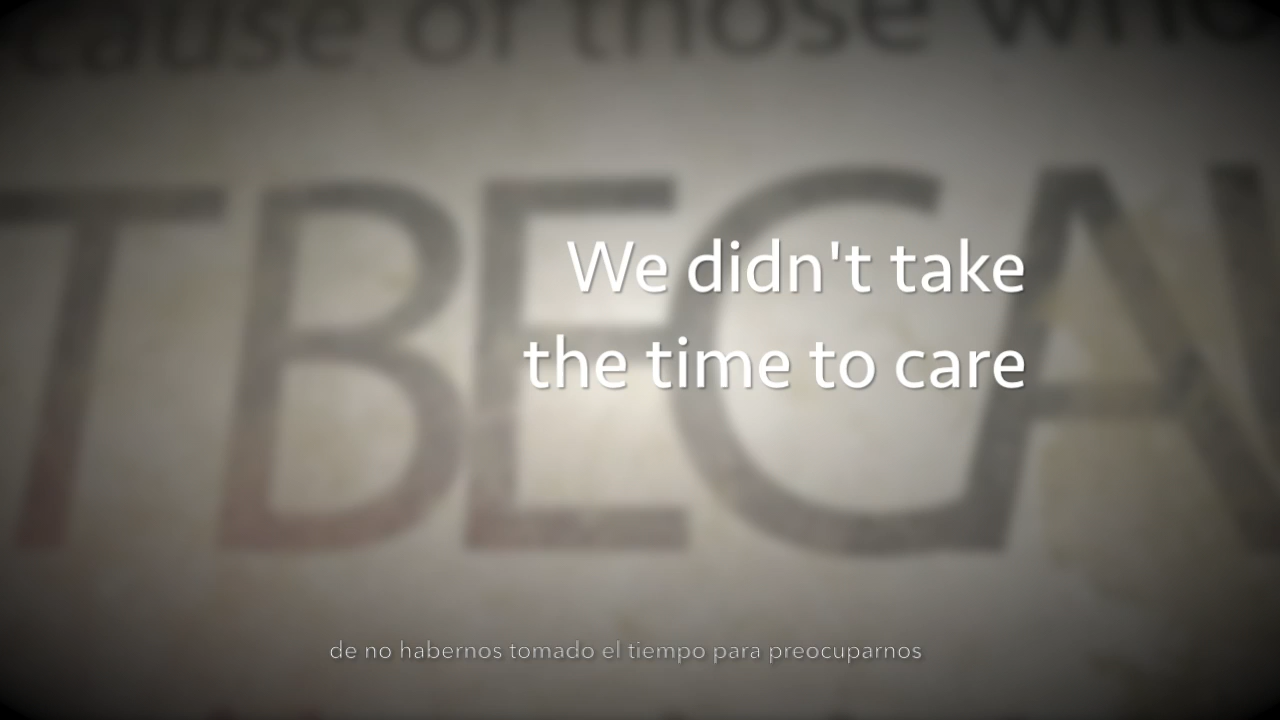 cause of those who
TBECAU
We didn't take
the time to care
de no habernos tomado el tiempo para preocuparnos